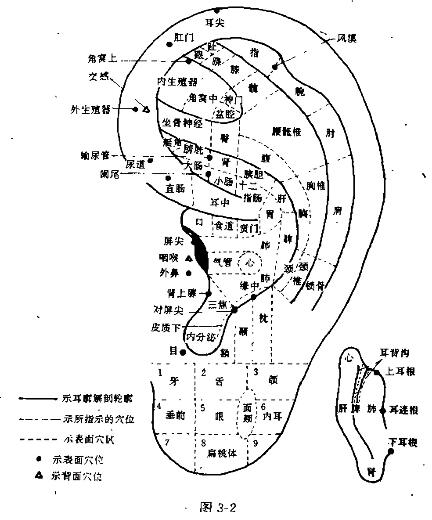 耳尖
肛门
风溪
角窝上
趾
指
跟
踝
膝
交感
内生殖器
髋
腕
角窝中
神门
外生殖器
盆腔
坐骨神经
臀
腰骶椎
肘
艇角
膀胱
肾
腹
输尿管
大肠
胰胆
尿道
阑尾
小肠
十二指肠
肝
胸椎
直肠
耳中
胃
胸
肩
口
食道
贲门
脾
屏尖
肺
咽喉
气管
心
颈
颈椎
外鼻
肺
锁骨
肾上腺
缘中
三焦
对屏尖
枕
皮质下
颞
内分泌
目
额
心
耳背沟
上耳根
1 牙
2 舌
3 颌
肝
脾
肺
耳迷根
4 垂前
5 眼
面颊
6 内耳
下耳根
7
8 扁桃体
9
肾
示耳廓解剖轮廓
示所指示的穴位
示表面穴区
示表面穴位
示背面穴位
图 3-2